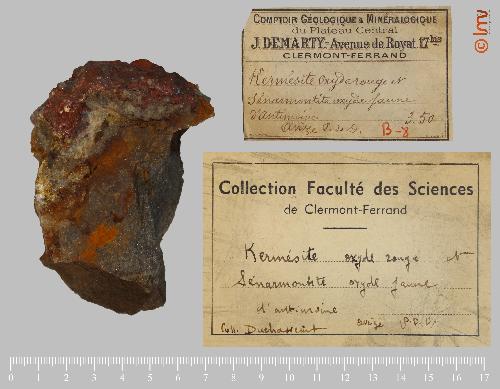 COMPTOIR GÉOLOGIQUE & MINÉRALOGIQUE
du Plateau Central
J. DEMARTY-Avenue de Royat, 17bis
CLERMONT-FERRAND
Kermésite oxyde rouge et
Sénarmontite oxyde jaune
d'antimoine 2.50
Anzge P. de D. B-8
© lmv
Collection Faculté des Sciences
de Clermont-Ferrand
Kermésite oxyde rouge et
Sénarmontite oxyde jaune
d'antimoine
Coll. Duchasseint (P.D.D.)
0 1 2 3 4 5 6 7 8 9 10 11 12 13 14 15 16 17